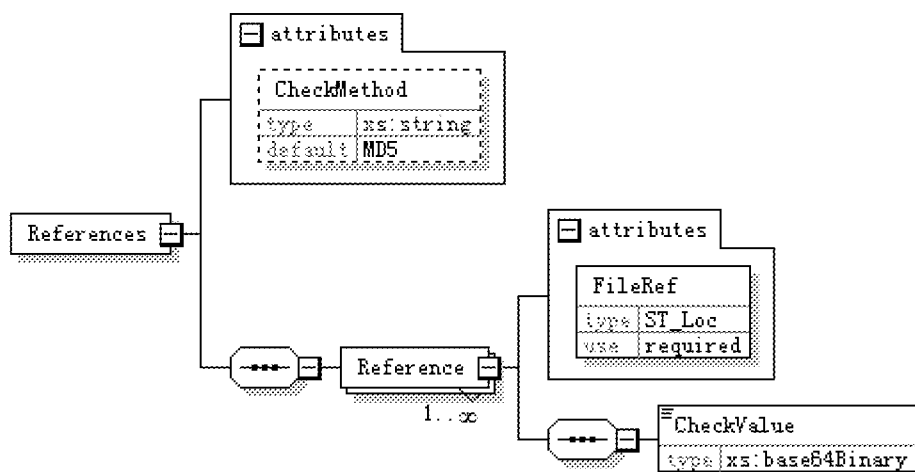 attributes
CheckMethod
type xs:string
default MD5
References
attributes
FileRef
type ST_Loc
use required
Reference
1..∞
CheckValue
type xs:base64Binary